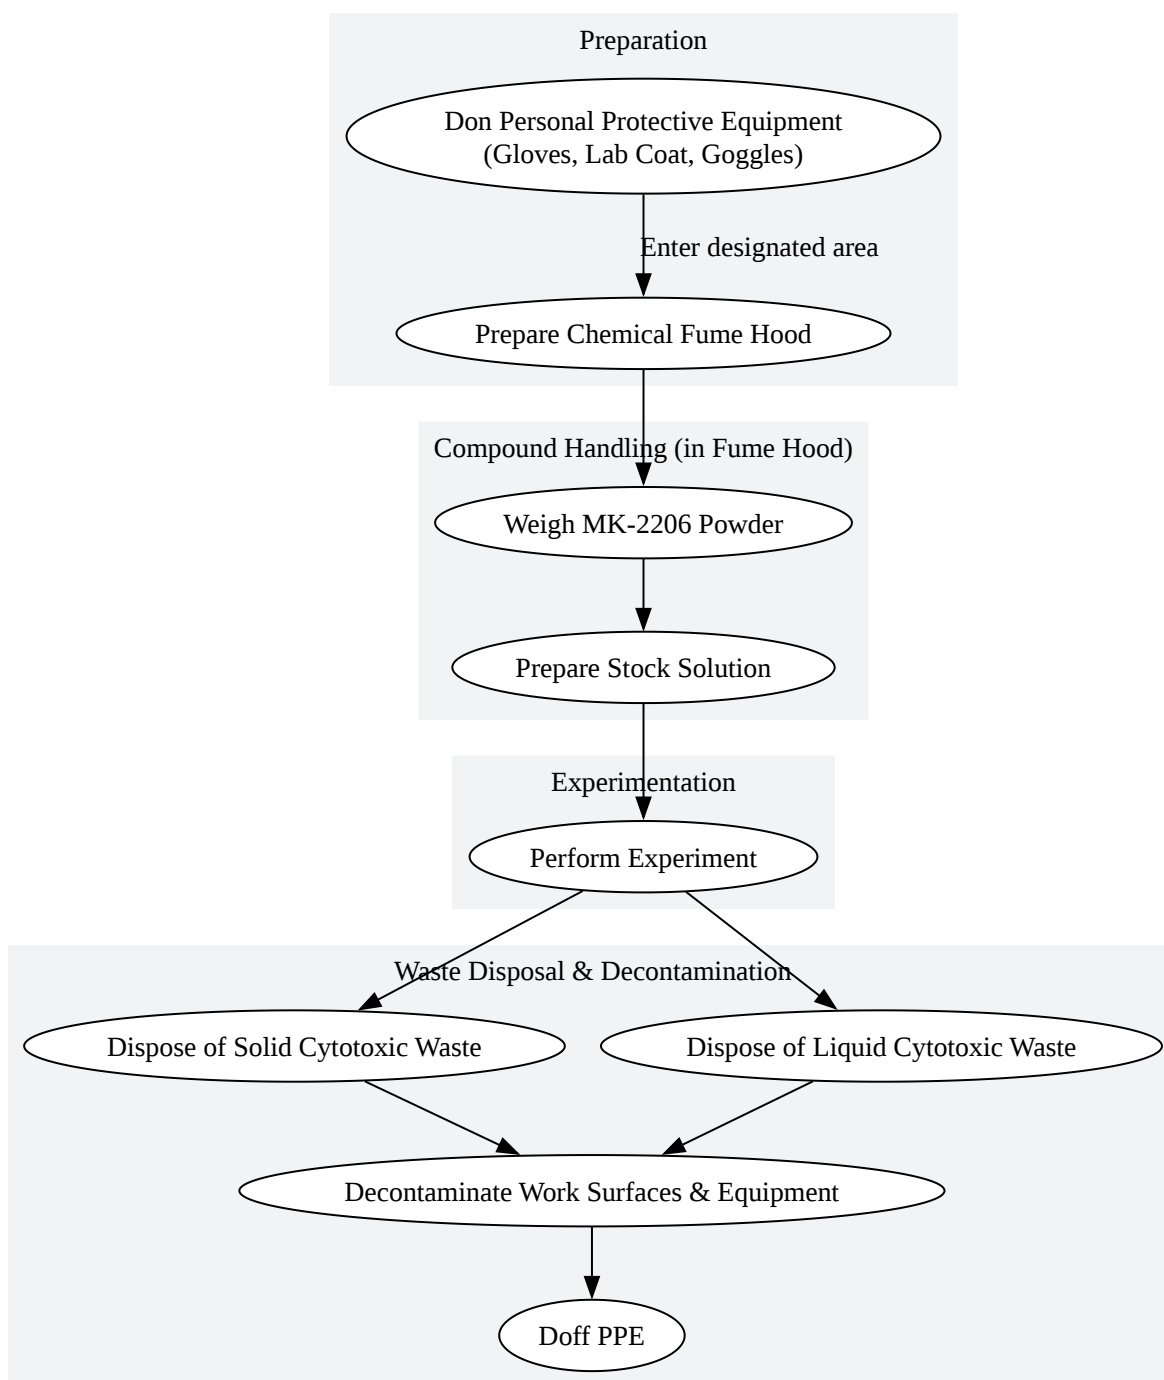 Preparation
Don Personal Protective Equipment
(Gloves, Lab Coat, Goggles)
Enter designated area
Prepare Chemical Fume Hood
Compound Handling (in Fume Hood)
Weigh MK-2206 Powder
Prepare Stock Solution
Experimentation
Perform Experiment
Waste Disposal & Decontamination
Dispose of Solid Cytotoxic Waste
Dispose of Liquid Cytotoxic Waste
Decontaminate Work Surfaces & Equipment
Doff PPE